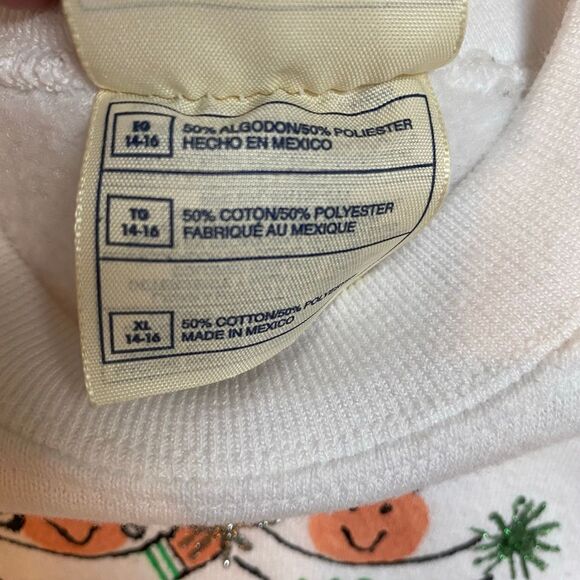 EG
14-16
50% ALGODON/50% POLIESTER
HECHO EN MEXICO
TG
14-16
50% COTON/50% POLYESTER
FABRIQUÉ AU MEXIQUE
XL
14-16
50% COTTON/50%
MADE IN MEXICO